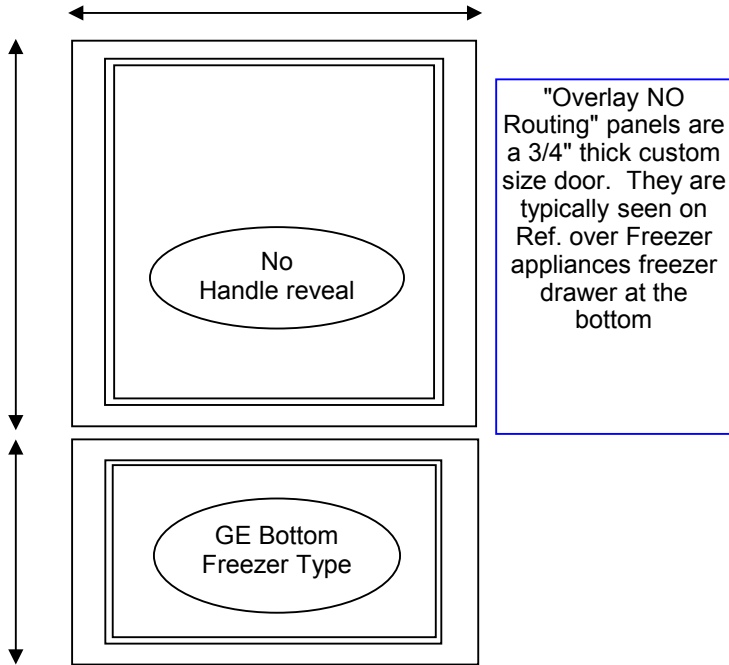 "Overlay NO
Routing" panels are
a 3/4" thick custom
size door. They are
typically seen on
Ref. over Freezer
appliances freezer
drawer at the
bottom
No
Handle reveal
GE Bottom
Freezer Type